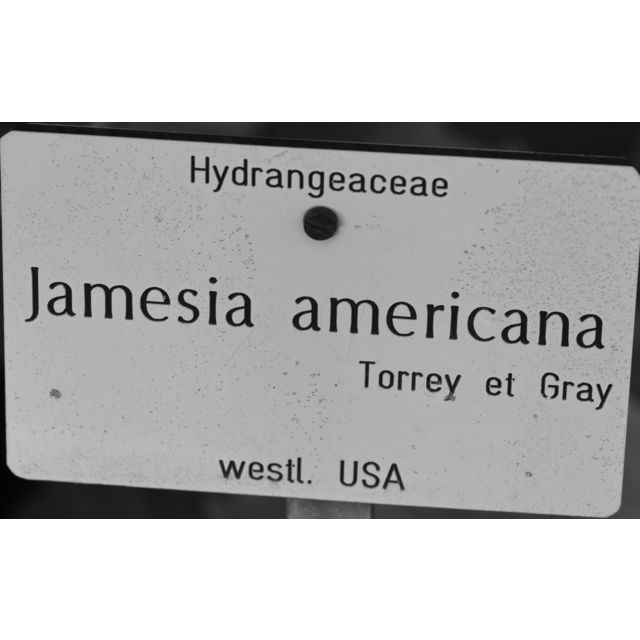 Hydrangeaceae
Jamesia americana
Torrey et Gray
westl. USA